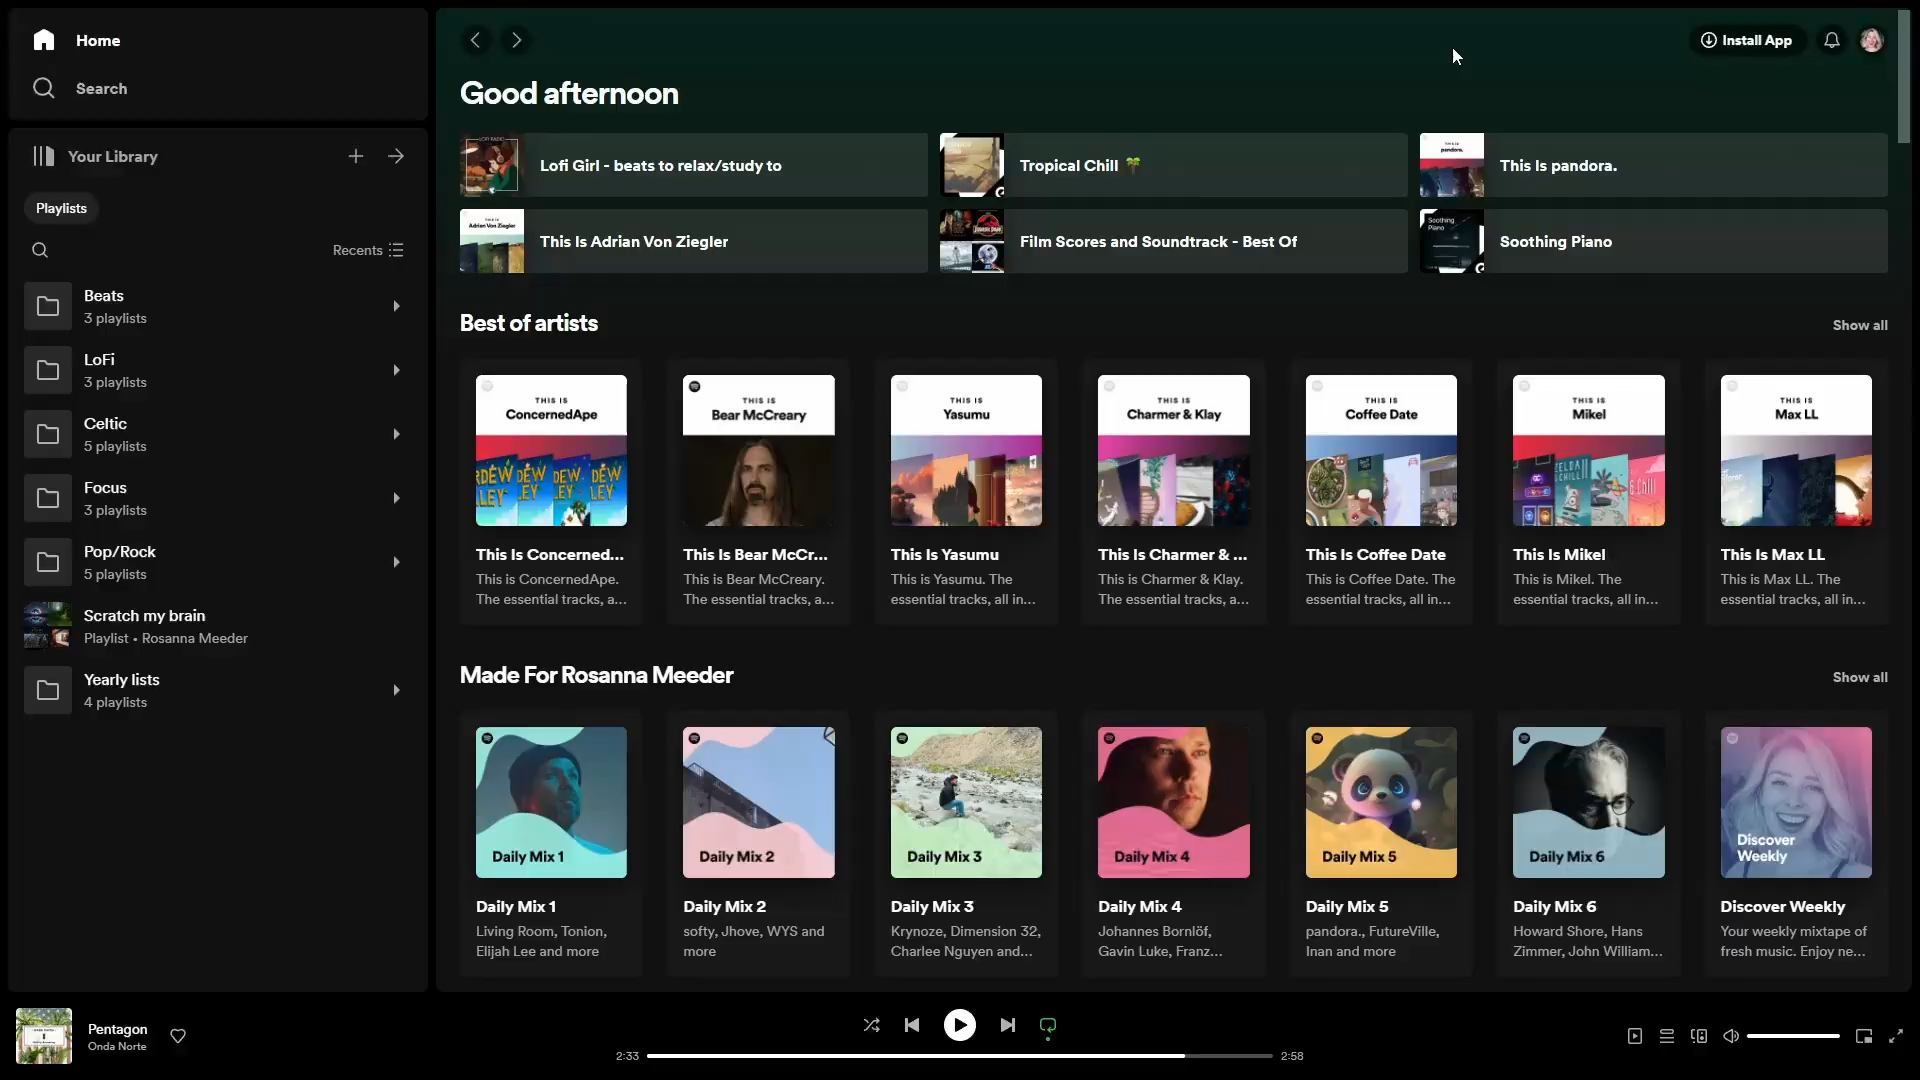 Home
Search
Your Library
Playlists
Recents
Beats
3 playlists
LoFi
3 playlists
Celtic
5 playlists
Focus
3 playlists
Pop/Rock
5 playlists
Scratch my brain
Playlist • Rosanna Meeder
Yearly lists
4 playlists
Install App
Good afternoon
Lofi Girl - beats to relax/study to
Tropical Chill 🌴
THIS IS
pandora.
This Is pandora.
THIS IS
Adrian Von Ziegler
This Is Adrian Von Ziegler
Film Scores and Soundtrack - Best Of
Soothing
Piano
Soothing Piano
Best of artists
Show all
THIS IS
ConcernedApe
This Is Concerned...
This is ConcernedApe.
The essential tracks, a...
THIS IS
Bear McCreary
This Is Bear McCr...
This is Bear McCreary.
The essential tracks, a...
THIS IS
Yasumu
This Is Yasumu
This is Yasumu. The
essential tracks, all in...
THIS IS
Charmer & Klay
This Is Charmer & ...
This is Charmer & Klay.
The essential tracks, a...
THIS IS
Coffee Date
This Is Coffee Date
This is Coffee Date. The
essential tracks, all in...
THIS IS
Mikel
This Is Mikel
This is Mikel. The
essential tracks, all in...
THIS IS
Max LL
This Is Max LL
This is Max LL. The
essential tracks, all in...
Made For Rosanna Meeder
Show all
Daily Mix 1
Daily Mix 1
Living Room, Tonion,
Elijah Lee and more
Daily Mix 2
Daily Mix 2
softy, Jhove, WYS and
more
Daily Mix 3
Daily Mix 3
Krynoze, Dimension 32,
Charlee Nguyen and...
Daily Mix 4
Daily Mix 4
Johannes Bornlöf,
Gavin Luke, Franz...
Daily Mix 5
Daily Mix 5
pandora., FutureVille,
Inan and more
Daily Mix 6
Daily Mix 6
Howard Shore, Hans
Zimmer, John William...
Discover
Weekly
Discover Weekly
Your weekly mixtape of
fresh music. Enjoy ne...
Pentagon
Onda Norte
2:33
2:58